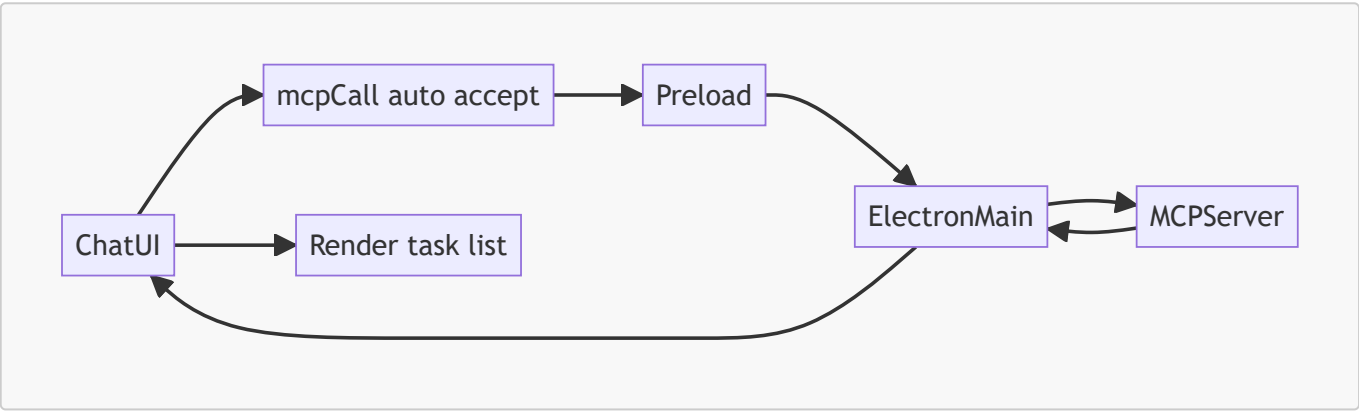 mcpCall auto accept
Preload
ElectronMain
MCPServer
ChatUI
Render task list